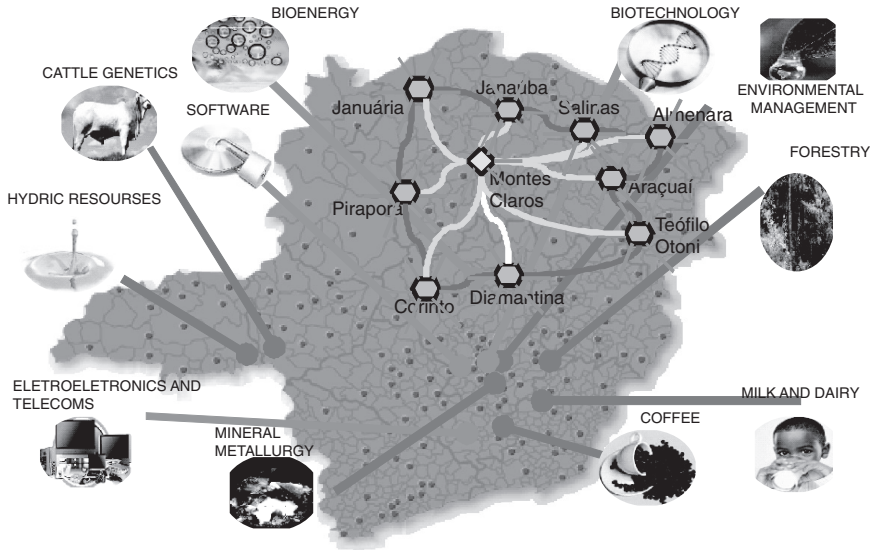 BIOENERGY
BIOTECHNOLOGY
CATTLE GENETICS
SOFTWARE
ENVIRONMENTAL
MANAGEMENT
Januária
Janaúba
Salinas
Almenara
FORESTRY
Montes
Claros
Araçuaí
HYDRIC RESOURSES
Pirapora
Teófilo
Otoni
Corinto
Diamantina
ELETROELETRONICS AND
TELECOMS
MILK AND DAIRY
COFFEE
MINERAL
METALLURGY